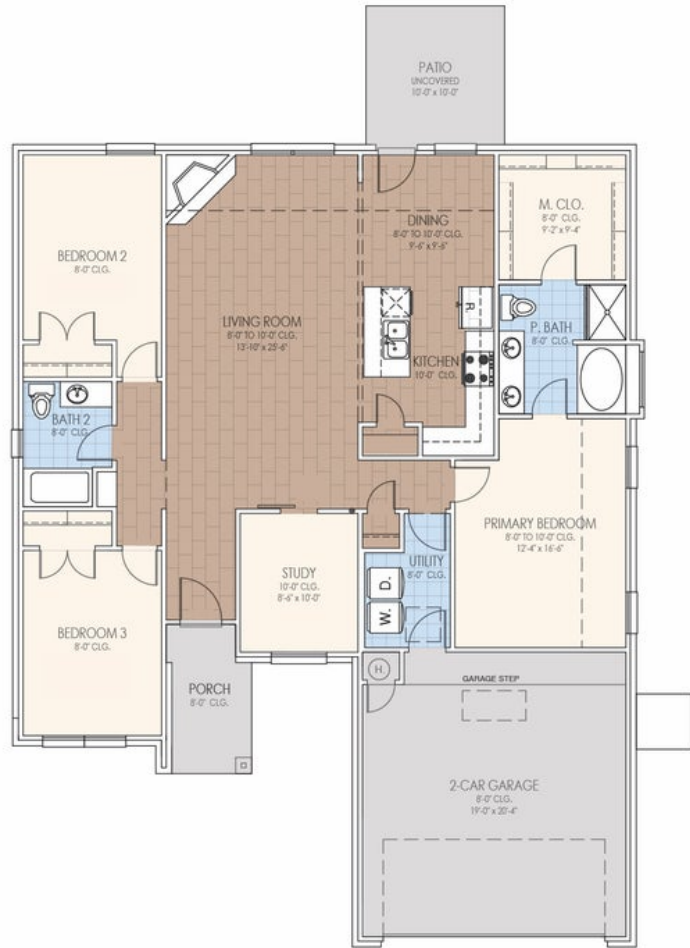 PATIO
UNCOVERED
10'-0" x 10'-0"
M. CLO.
8'-0" CLG.
9'-2" x 9'-4"
DINING
8'-0" TO 10'-0" CLG.
9'-6" x 9'-6"
BEDROOM 2
8'-0" CLG.
LIVING ROOM
8'-0" TO 10'-0" CLG.
13'-10" x 25'-6"
R.
P. BATH
8'-0" CLG.
KITCHEN
10'-0" CLG.
BATH 2
8'-0" CLG.
PRIMARY BEDROOM
8'-0" TO 10'-0" CLG.
12'-4" x 16'-6"
STUDY
10'-0" CLG.
8'-6" x 10'-0"
UTILITY
8'-0" CLG.
D.
W.
BEDROOM 3
8'-0" CLG.
H.
GARAGE STEP
PORCH
8'-0" CLG.
2-CAR GARAGE
8'-0" CLG.
19'-0" x 20'-4"